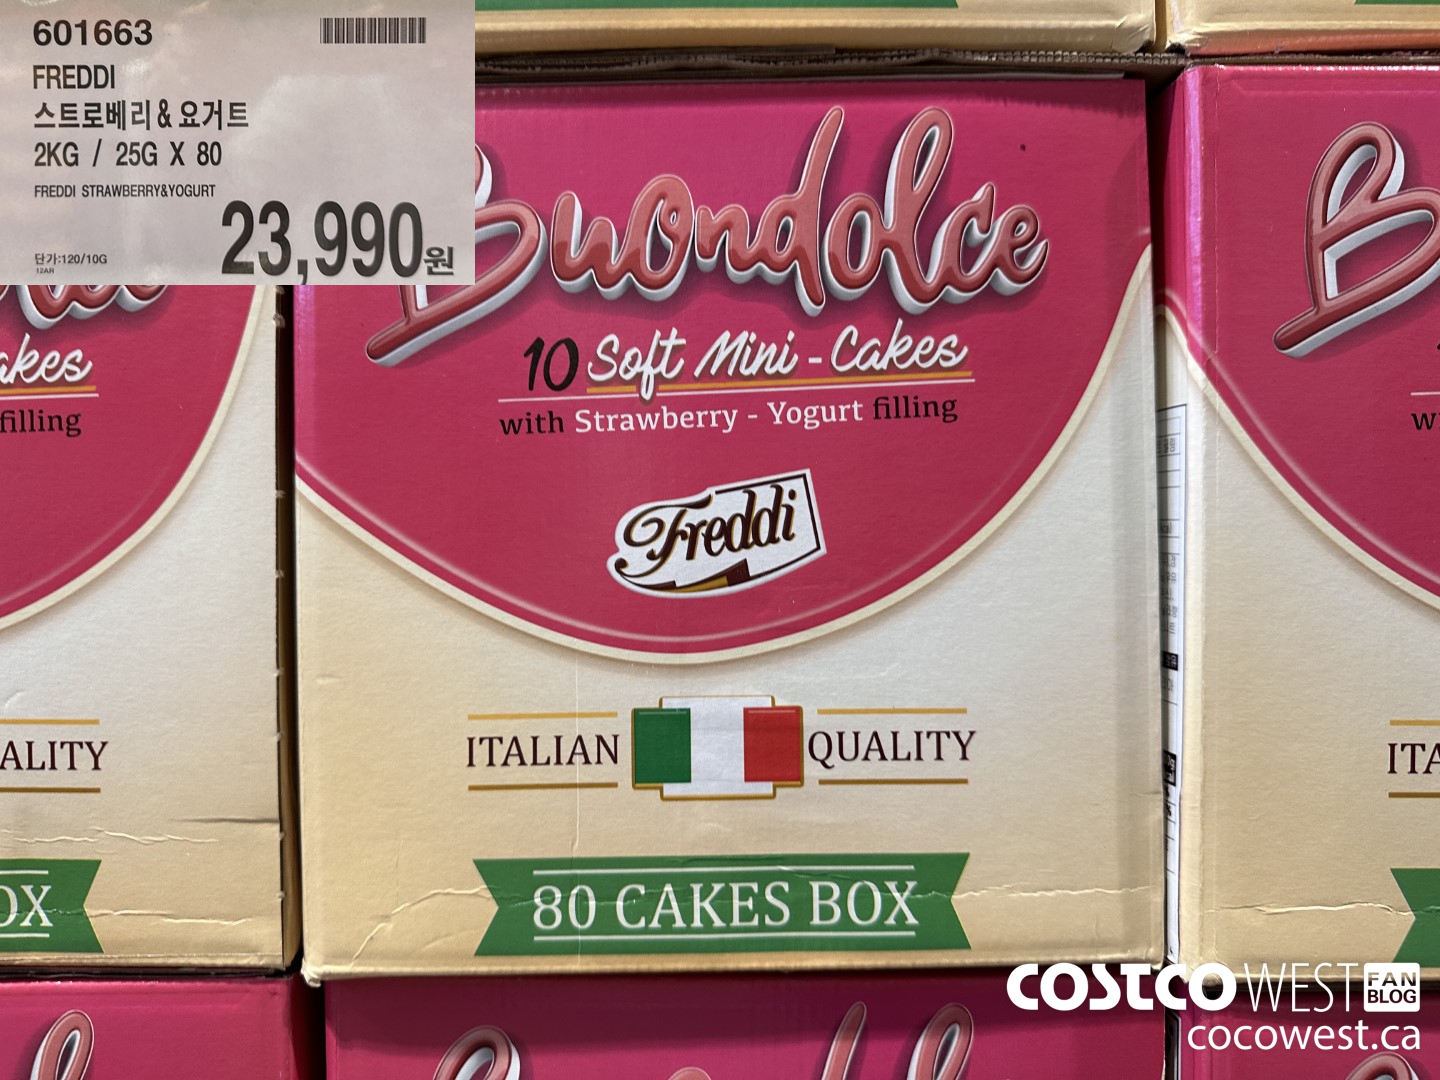 601663
FREDDI
스트로베리&요거트
2KG / 25G X 80
FREDDI STRAWBERRY&YOGURT
23,990원
단가:120/10G
12AR
Buondolce
10 Soft Mini - Cakes
with Strawberry - Yogurt filling
Freddi
ITALIAN QUALITY
80 CAKES BOX
akes
filling
ALITY
OX
B
w
ITA
COSTCO WEST FAN BLOG
cocowest.ca